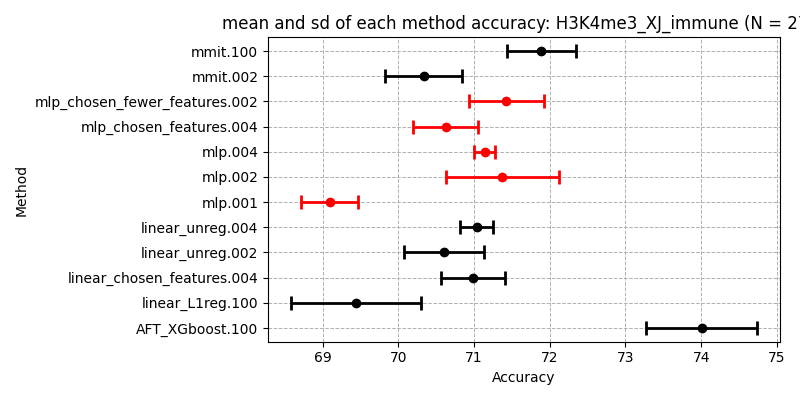 mean and sd of each method accuracy: H3K4me3_XJ_immune (N = 2
mmit.100
mmit.002
mlp_chosen_fewer_features.002
mlp_chosen_features.004
mlp.004
mlp.002
mlp.001
linear_unreg.004
linear_unreg.002
linear_chosen_features.004
linear_L1reg.100
AFT_XGboost.100
Method
69 70 71 72 73 74 75
Accuracy